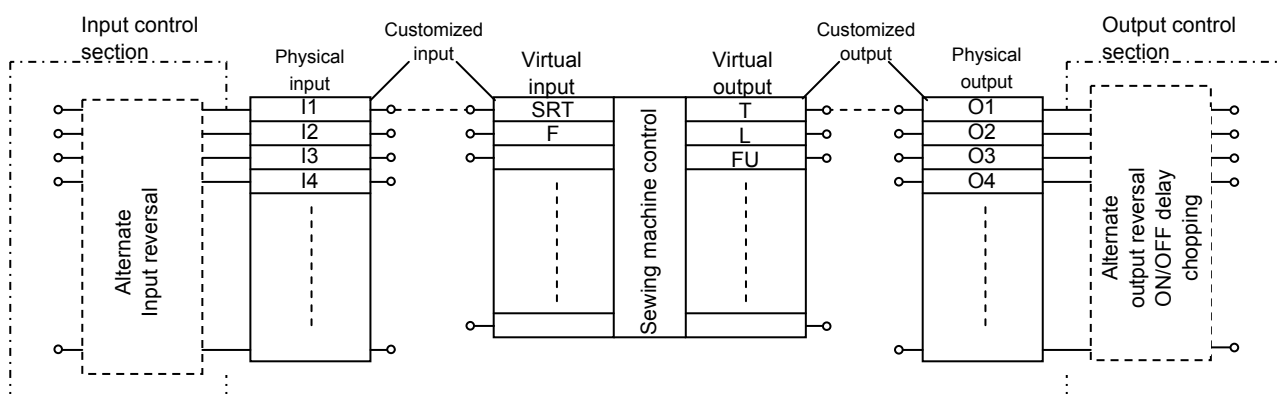 Input control
section
Physical
input
Customized
input
Virtual
input
Virtual
output
Customized
output
Physical
output
Output control
section
I1
SRT
T
O1
I2
F
L
O2
I3
FU
O3
I4
O4
Alternate
Input reversal
Sewing machine control
Alternate
output reversal
ON/OFF delay
chopping